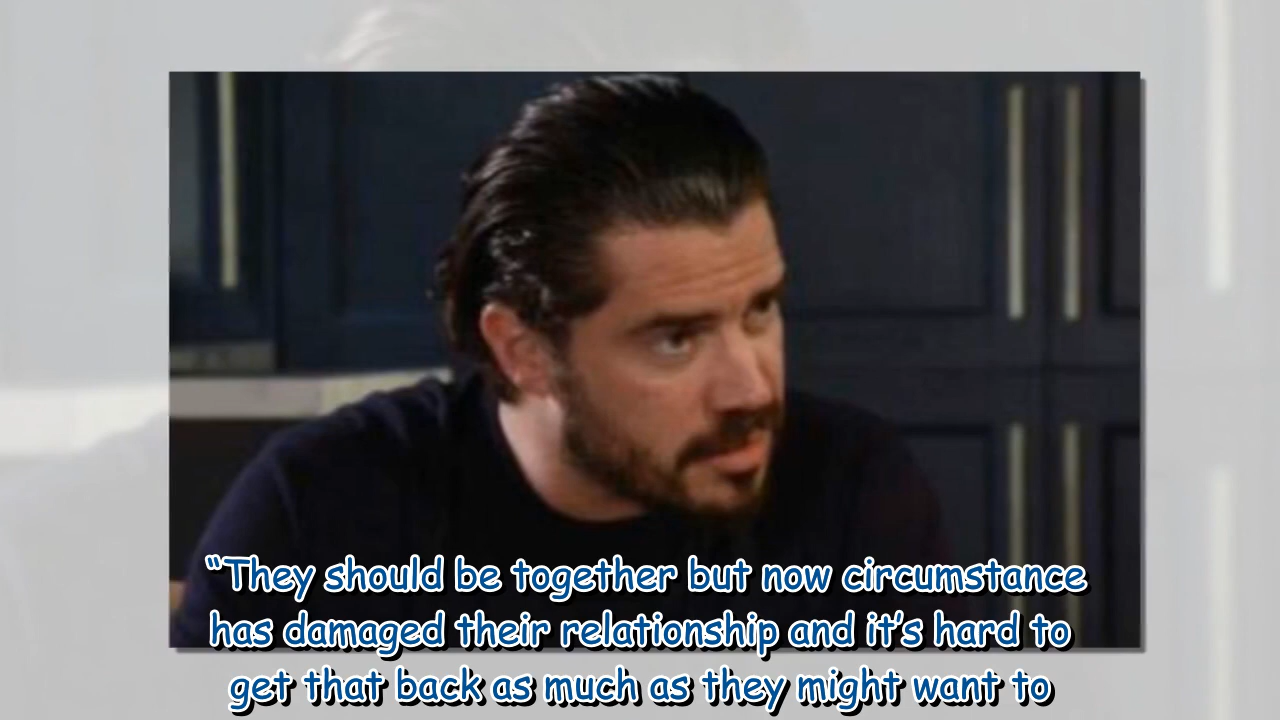 “They should be together but now circumstance
has damaged their relationship and it’s hard to
get that back as much as they might want to